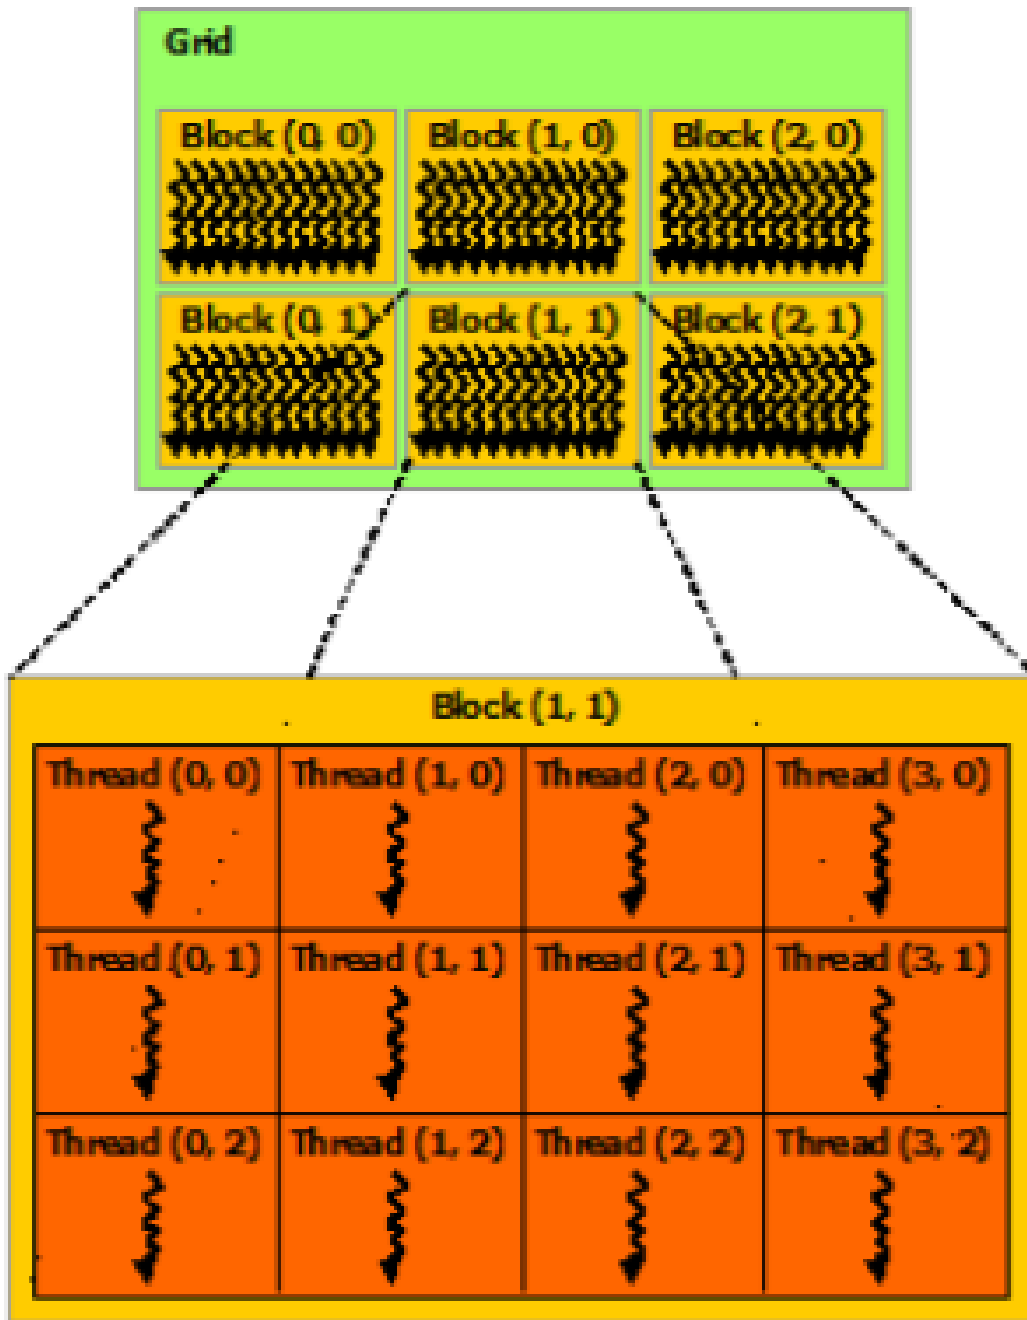 Grid
Block (0, 0) Block (1, 0) Block (2, 0)
Block (0, 1) Block (1, 1) Block (2, 1)
Block (1, 1)
Thread (0, 0) Thread (1, 0) Thread (2, 0) Thread (3, 0)
Thread (0, 1) Thread (1, 1) Thread (2, 1) Thread (3, 1)
Thread (0, 2) Thread (1, 2) Thread (2, 2) Thread (3, 2)